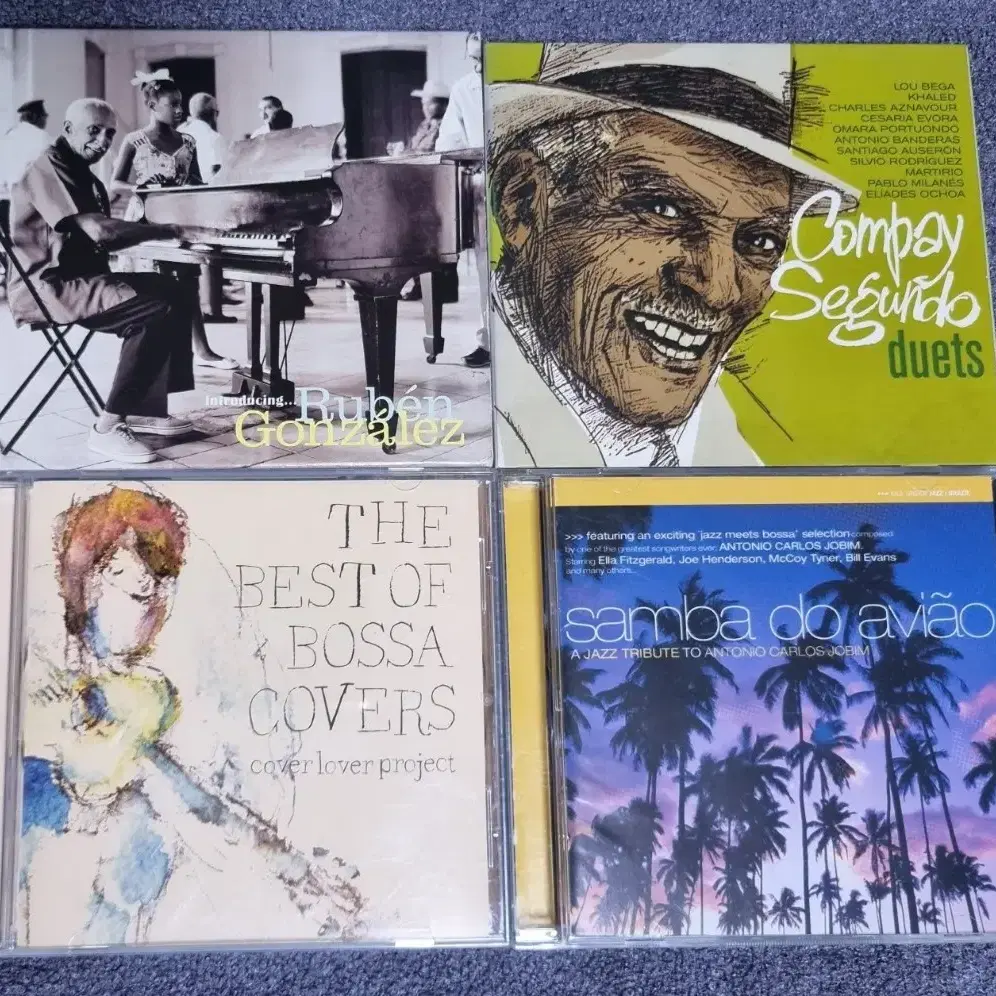 Introducing...
Rubén
González
LOU BEGA
KHALED
CHARLES AZNAVOUR
CESARIA EVORA
OMARA PORTUONDO
ANTONIO BANDERAS
SANTIAGO AUSERÓN
SILVIO RODRÍGUEZ
MARTIRIO
PABLO MILANÉS
ELIADES OCHOA
Compay
Segundo
duets
THE
BEST OF
BOSSA
COVERS
cover lover project
>>> featuring an exciting 'jazz meets bossa' selection composed
by one of the greatest songwriters ever, ANTONIO CARLOS JOBIM.
Starring Ella Fitzgerald, Joe Henderson, McCoy Tyner, Bill Evans
and many others...
samba do avião
A JAZZ TRIBUTE TO ANTONIO CARLOS JOBIM